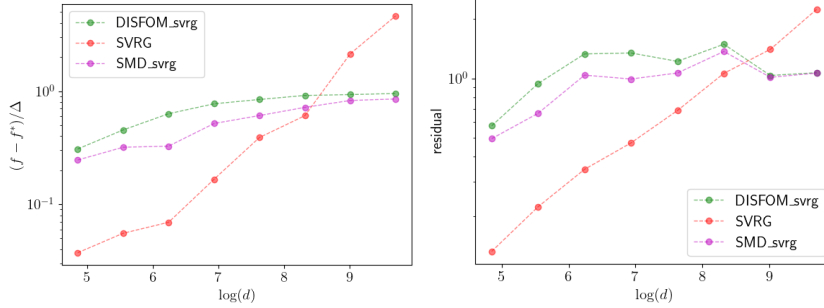 DISFOM_svrg
SVRG
SMD_svrg
(f − f*)/Δ
10⁰
10⁻¹
5 6 7 8 9
log(d)
residual
10⁰
DISFOM_svrg
SVRG
SMD_svrg
5 6 7 8 9
log(d)